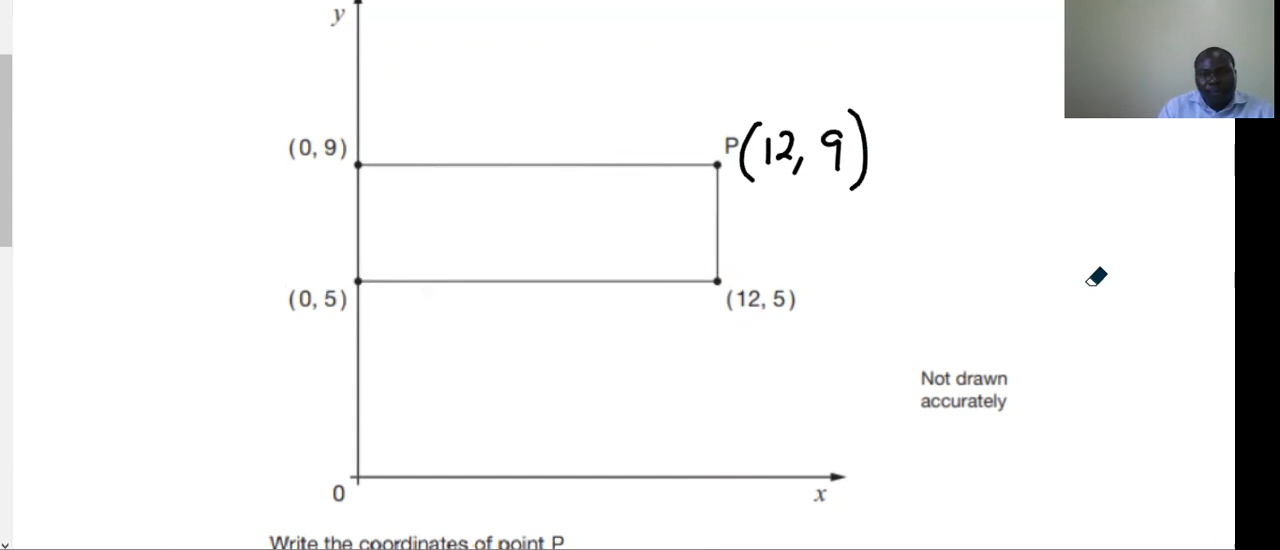 y
(0, 9)
P(12, 9)
(0, 5)
(12, 5)
Not drawn
accurately
0
x
Write the coordinates of point P